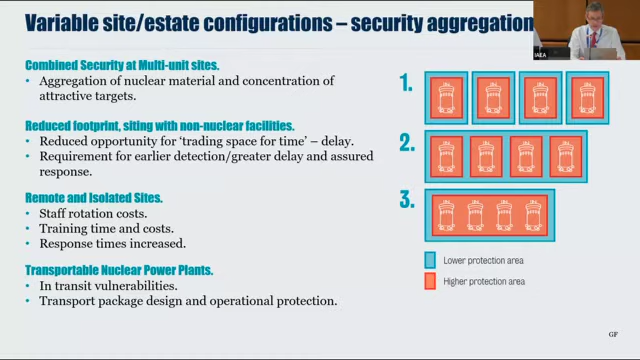 Variable site/estate configurations – security aggregation
IAEA
Combined Security at Multi-unit sites.
• Aggregation of nuclear material and concentration of
attractive targets.
Reduced footprint, siting with non-nuclear facilities.
• Reduced opportunity for 'trading space for time' – delay.
• Requirement for earlier detection/greater delay and assured
response.
Remote and Isolated Sites.
• Staff rotation costs.
• Training time and costs.
• Response times increased.
Transportable Nuclear Power Plants.
• In transit vulnerabilities.
• Transport package design and operational protection.
1.
2.
3.
Lower protection area
Higher protection area
GP